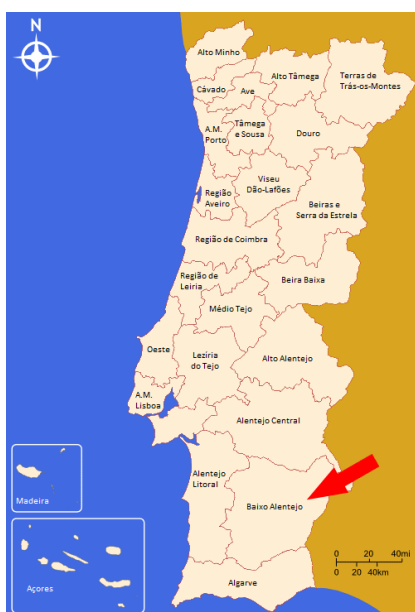 N
Alto Minho
Alto Tâmega
Terras de
Trás-os-Montes
Cávado
Ave
A.M.
Porto
Tâmega
e Sousa
Douro
Viseu
Dão-Lafões
Região
Aveiro
Beiras e
Serra da Estrela
Região de Coimbra
Região de
Leiria
Beira Baixa
Médio Tejo
Oeste
Lezíria
do Tejo
Alto Alentejo
A.M.
Lisboa
Alentejo Central
Alentejo
Litoral
Baixo Alentejo
Madeira
Açores
Algarve
0 20 40mi
0 20 40km